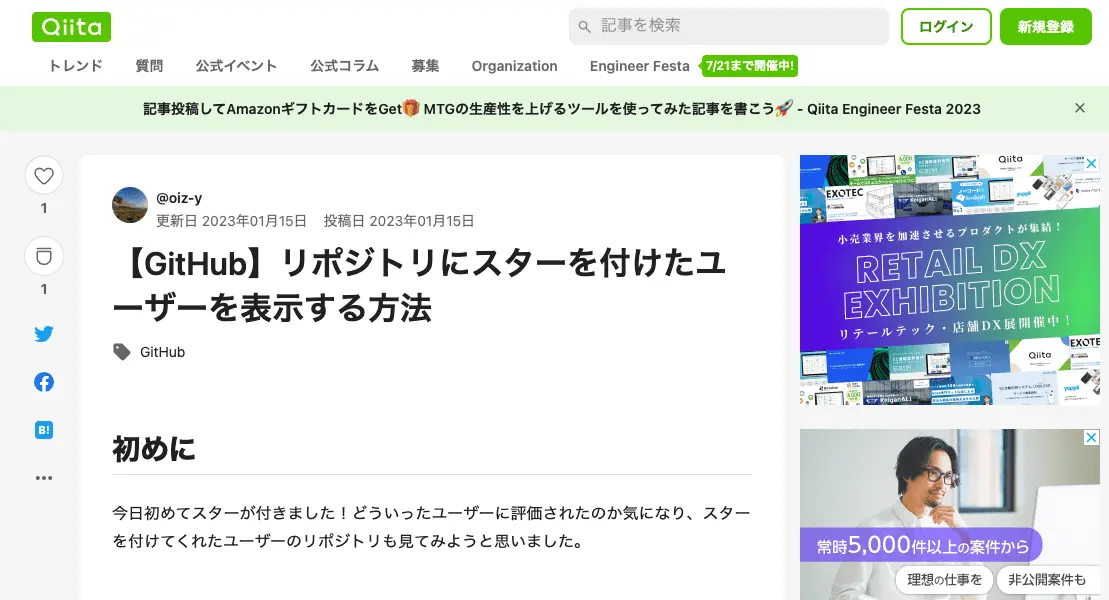 Qiita
記事を検索
ログイン
新規登録
トレンド
質問
公式イベント
公式コラム
募集
Organization
Engineer Festa
7/21まで開催中!
記事投稿してAmazonギフトカードをGet🎁 MTGの生産性を上げるツールを使ってみた記事を書こう🚀 - Qiita Engineer Festa 2023
1
1
B!
@oiz-y
更新日 2023年01月15日 投稿日 2023年01月15日
【GitHub】リポジトリにスターを付けたユ
ーザーを表示する方法
GitHub
初めに
今日初めてスターが付きました！どういったユーザーに評価されたのか気になり、スター
を付けてくれたユーザーのリポジトリも見てみようと思いました。
Qiita
EXOTEC
KeiganALI
yappli
小売業界を加速させるプロダクトが集結！
RETAIL DX
EXHIBITION
リテールテック・店舗DX展開催中！
Qiita
EXOTE
KeiganALI
yappli
常時5,000件以上の案件から
理想の仕事を
非公開案件も